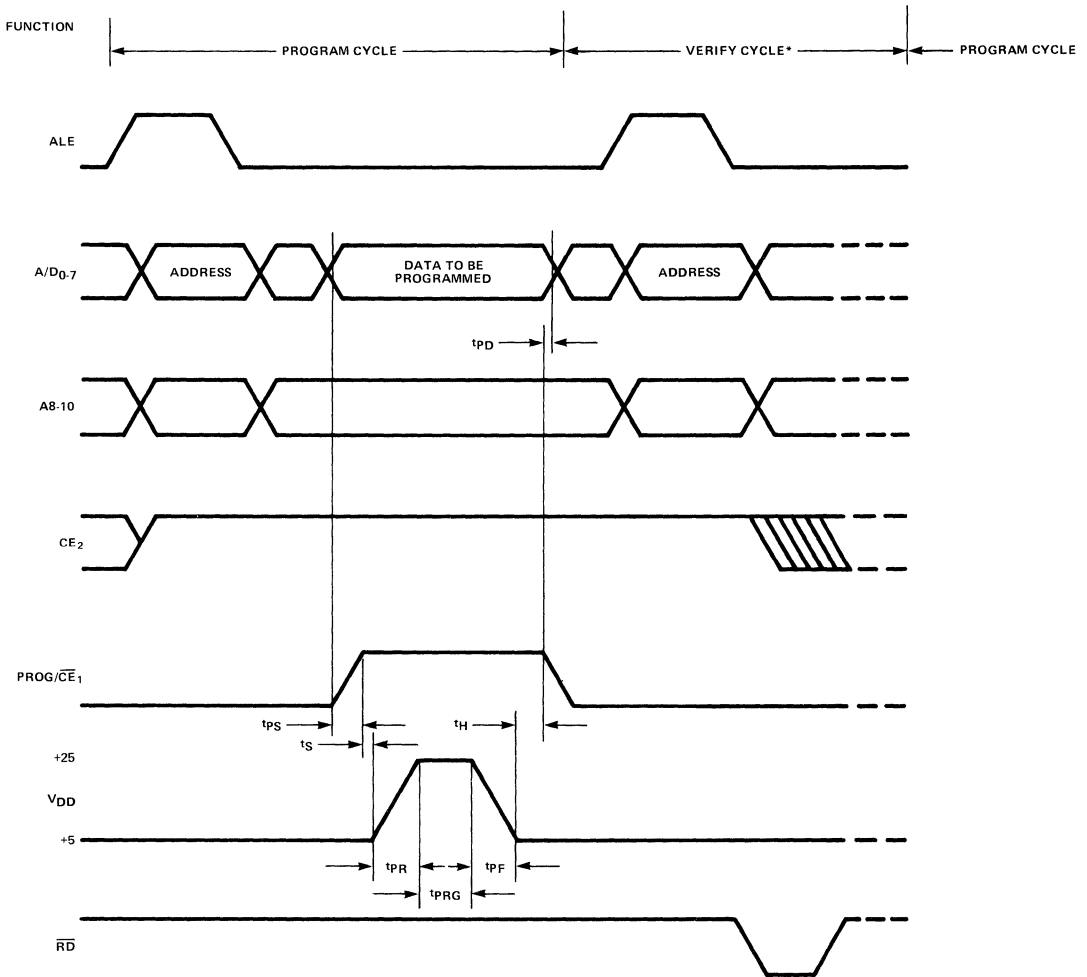 FUNCTION
PROGRAM CYCLE
VERIFY CYCLE*
PROGRAM CYCLE
ALE
A/D0-7
ADDRESS
DATA TO BE
PROGRAMMED
ADDRESS
tPD
A8-10
CE2
PROG/CE1
tPS
tH
tS
+25
VDD
+5
tPR
tPF
tPRG
RD